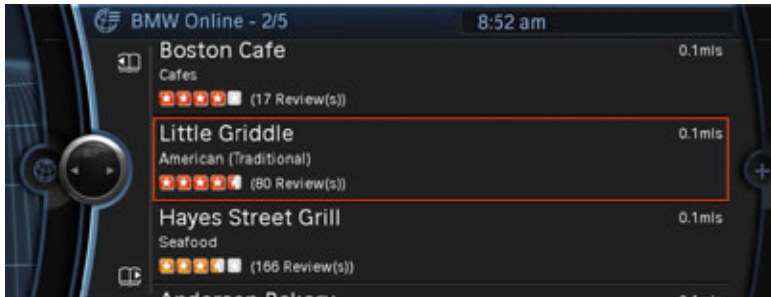 BMW Online - 2/5
8:52 am
Boston Cafe
0.1mls
Cafes
(17 Review(s))
Little Griddle
0.1mls
American (Traditional)
(80 Review(s))
Hayes Street Grill
0.1mls
Seafood
(166 Review(s))